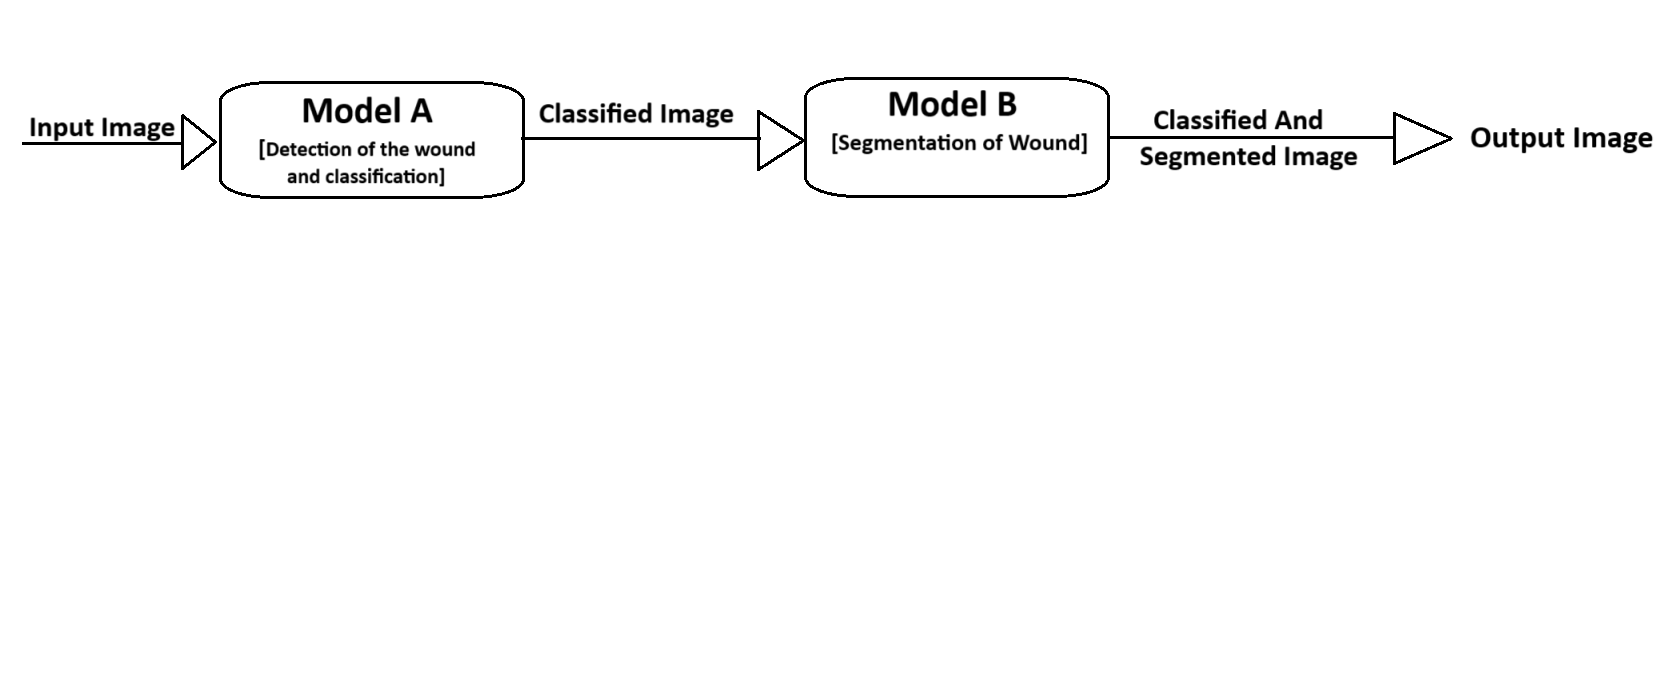 Input Image
Model A
[Detection of the wound
and classification]
Classified Image
Model B
[Segmentation of Wound]
Classified And
Segmented Image
Output Image